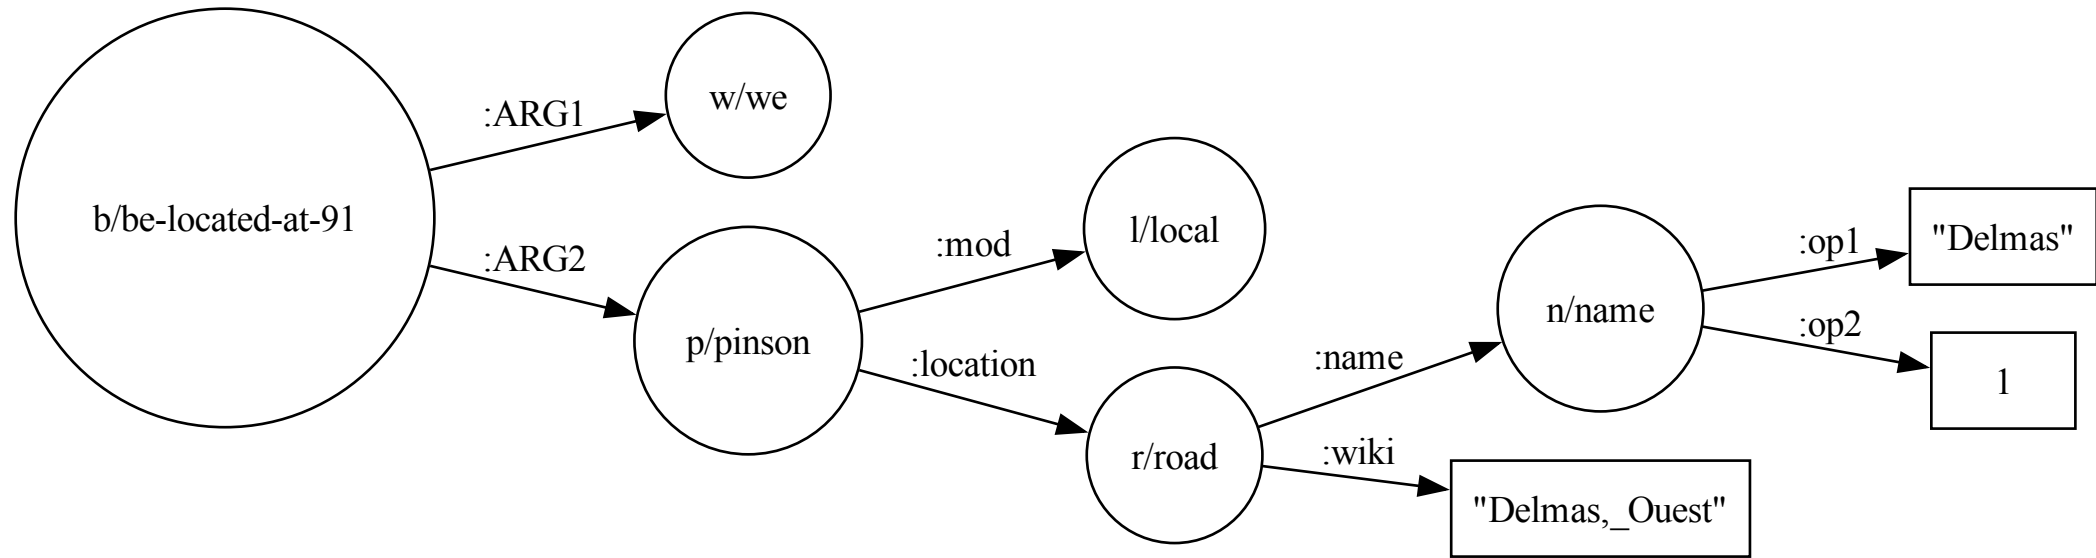 b/be-located-at-91
:ARG1
w/we
:ARG2
p/pinson
:mod
l/local
:location
r/road
:name
n/name
:op1
"Delmas"
:op2
1
:wiki
"Delmas,_Ouest"